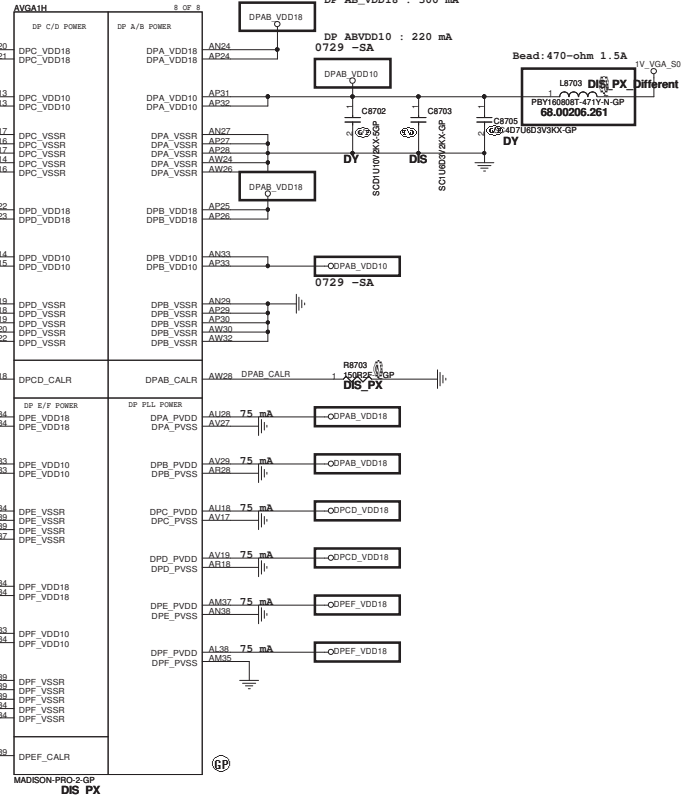 AVGA1H
8 OF 8
DP C/D POWER
DP A/B POWER
DPAB_VDD18
DP ABVDD10 : 220 mA
0729 -SA
DPAB_VDD10
Bead:470-ohm 1.5A
1V_VGA_S0
L8703
DIS_PX_Different
1
PBY160808T-471Y-N-GP
68.00206.261
DPC_VDD18
DPC_VDD18
DPA_VDD18 AN24
DPA_VDD18 AP24
DPC_VDD10
DPC_VDD10
DPA_VDD10 AP31
DPA_VDD10 AP32
C8702
DY
C8703
DIS
SC1U6D3V2KX-GP
C8705
DY
DPC_VSSR
DPC_VSSR
DPC_VSSR
DPC_VSSR
DPC_VSSR
DPA_VSSR AN27
DPA_VSSR AP27
DPA_VSSR AP28
DPA_VSSR AW24
DPA_VSSR AW26
DPAB_VDD18
DPD_VDD18
DPD_VDD18
DPB_VDD18 AP25
DPB_VDD18 AP26
DPD_VDD10
DPD_VDD10
DPB_VDD10 AN33
DPB_VDD10 AP33
DPAB_VDD10
0729 -SA
DPD_VSSR
DPD_VSSR
DPD_VSSR
DPD_VSSR
DPD_VSSR
DPB_VSSR AN29
DPB_VSSR AP29
DPB_VSSR AP30
DPB_VSSR AW30
DPB_VSSR AW32
DPCD_CALR
DPAB_CALR AW28 DPAB_CALR
1
R8703
DIS_PX
DP E/F POWER
DP PLL POWER
DPE_VDD18
DPE_VDD18
DPA_PVDD AU28 75 mA DPAB_VDD18
DPA_PVSS AV27
DPE_VDD10
DPE_VDD10
DPB_PVDD AV29 75 mA DPAB_VDD18
DPB_PVSS AR28
DPE_VSSR
DPE_VSSR
DPE_VSSR
DPE_VSSR
DPC_PVDD AU18 75 mA DPCD_VDD18
DPC_PVSS AV17
DPD_PVDD AV19 75 mA DPCD_VDD18
DPD_PVSS AR18
DPF_VDD18
DPF_VDD18
DPE_PVDD AM37 75 mA DPEF_VDD18
DPE_PVSS AN38
DPF_VDD10
DPF_VDD10
DPF_PVDD AL38 75 mA DPEF_VDD18
DPF_PVSS AM35
DPF_VSSR
DPF_VSSR
DPF_VSSR
DPF_VSSR
DPF_VSSR
DPEF_CALR
GP
MADISON-PRO-2-GP
DIS_PX